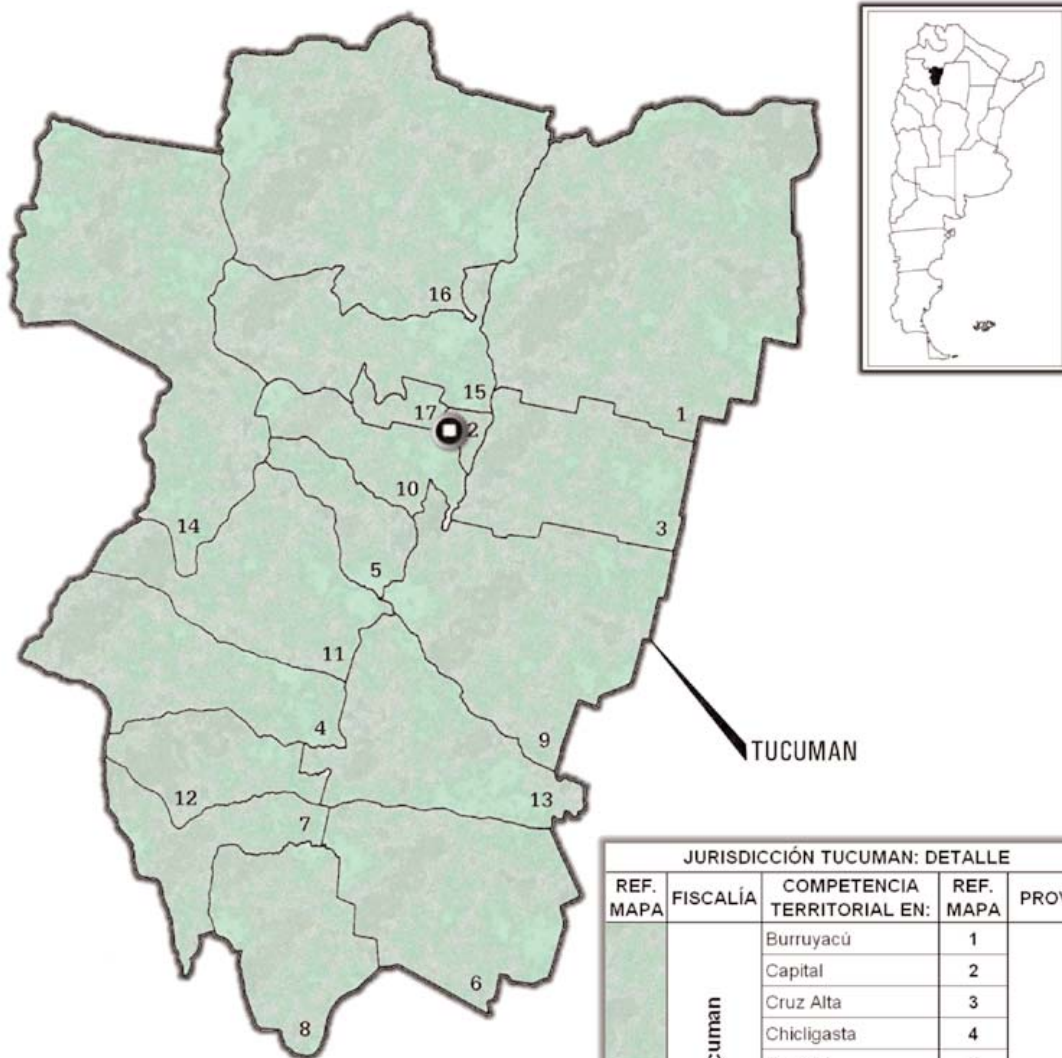 16
15
1
17
2
10
3
14
5
11
4
9
TUCUMAN
12
13
7
6
8
JURISDICCIÓN TUCUMAN: DETALLE
REF. MAPA FISCALÍA COMPETENCIA TERRITORIAL EN: REF. MAPA PROV
Burruyacú 1
Capital 2
Cruz Alta 3
Chicligasta 4
cuman